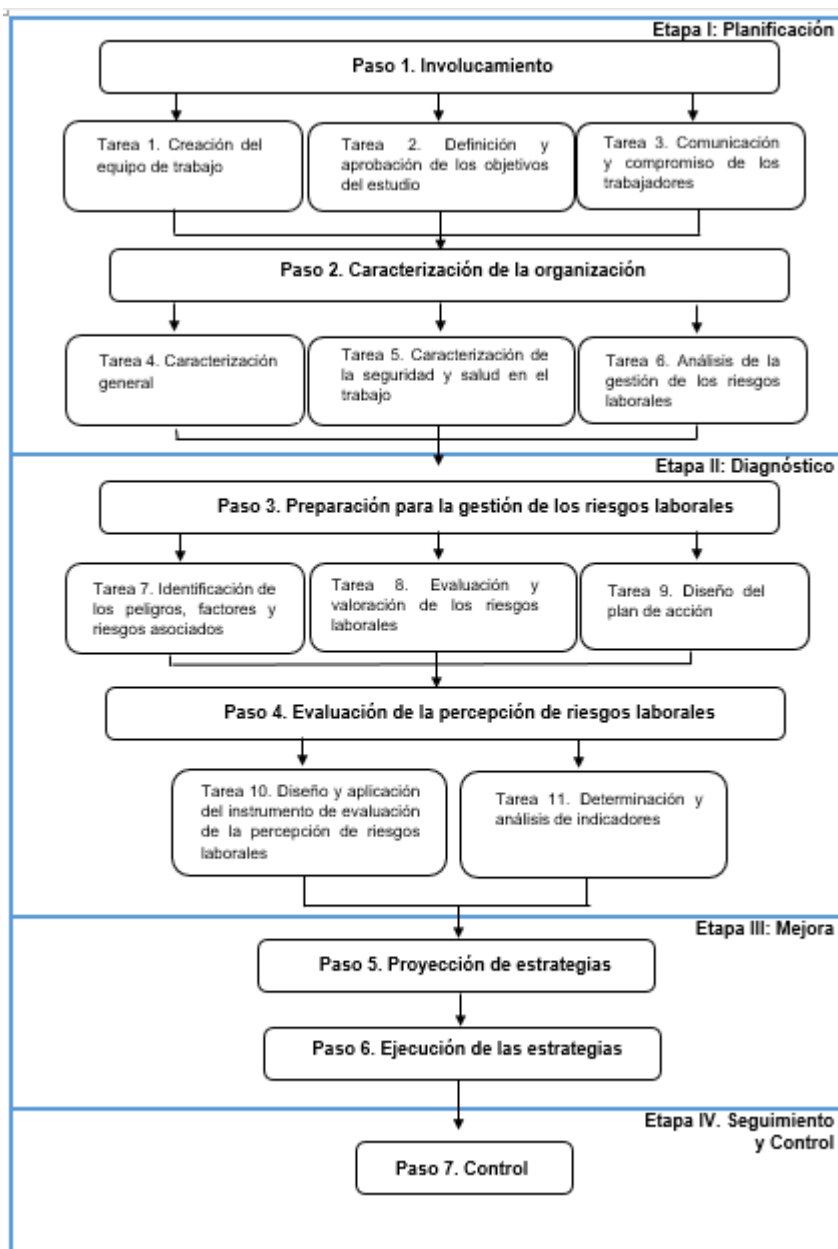 Etapa I: Planificación
Paso 1. Involucamiento
Tarea 1. Creación del
equipo de trabajo
Tarea 2. Definición y
aprobación de los objetivos
del estudio
Tarea 3. Comunicación
y compromiso de los
trabajadores
Paso 2. Caracterización de la organización
Tarea 4. Caracterización
general
Tarea 5. Caracterización de
la seguridad y salud en el
trabajo
Tarea 6. Análisis de la
gestión de los riesgos
laborales
Etapa II: Diagnóstico
Paso 3. Preparación para la gestión de los riesgos laborales
Tarea 7. Identificación de
los peligros, factores y
riesgos asociados
Tarea 8. Evaluación y
valoración de los riesgos
laborales
Tarea 9. Diseño del
plan de acción
Paso 4. Evaluación de la percepción de riesgos laborales
Tarea 10. Diseño y aplicación
del instrumento de evaluación
de la percepción de riesgos
laborales
Tarea 11. Determinación y
análisis de indicadores
Etapa III: Mejora
Paso 5. Proyección de estrategias
Paso 6. Ejecución de las estrategias
Etapa IV. Seguimiento
y Control
Paso 7. Control